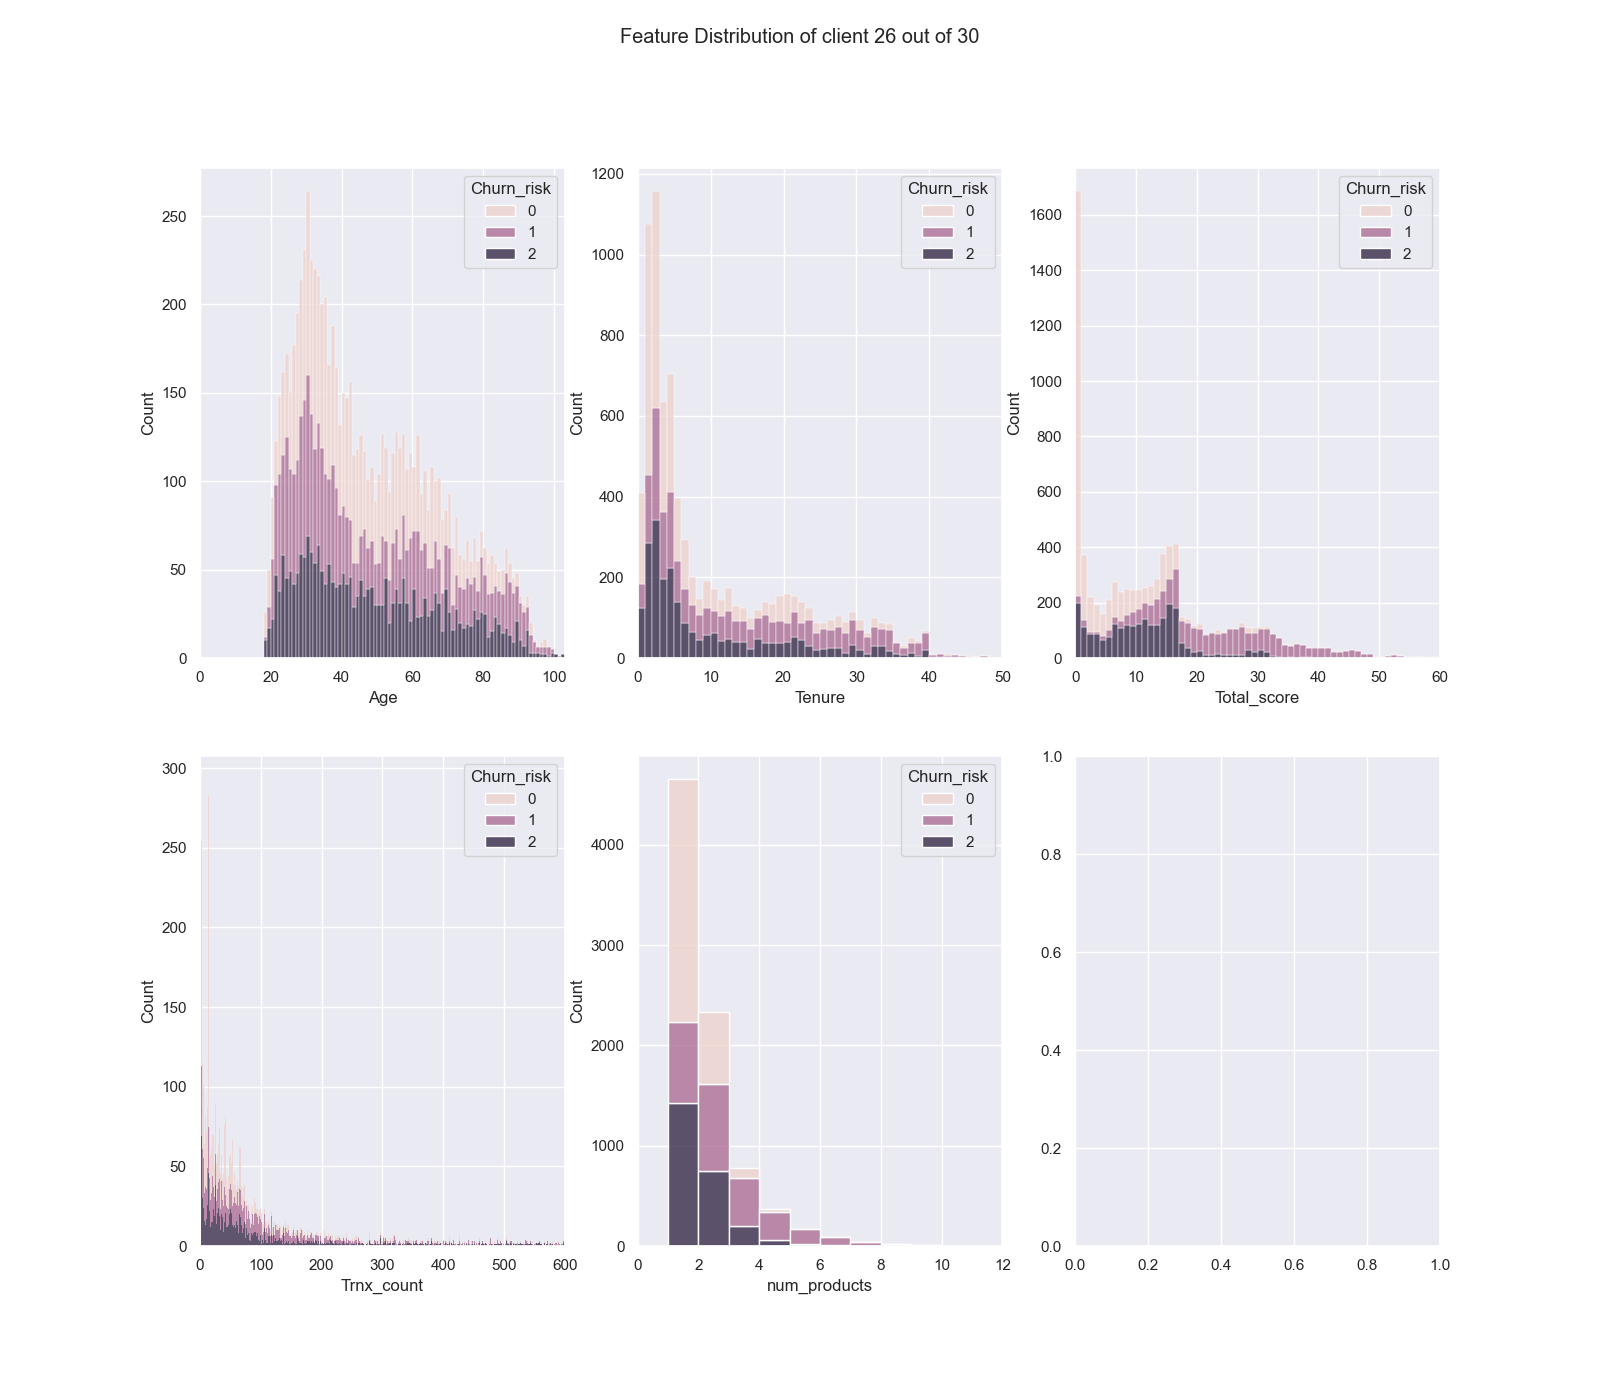 Feature Distribution of client 26 out of 30
Churn_risk
0
1
2
250
200
150
100
50
0
Count
0 20 40 60 80 100
Age
Churn_risk
0
1
2
1200
1000
800
600
400
200
0
Count
0 10 20 30 40 50
Tenure
Churn_risk
0
1
2
1600
1400
1200
1000
800
600
400
200
0
Count
0 10 20 30 40 50 60
Total_score
Churn_risk
0
1
2
300
250
200
150
100
50
0
Count
0 100 200 300 400 500 600
Trnx_count
Churn_risk
0
1
2
4000
3000
2000
1000
0
Count
0 2 4 6 8 10 12
num_products
1.0
0.8
0.6
0.4
0.2
0.0
0.0 0.2 0.4 0.6 0.8 1.0